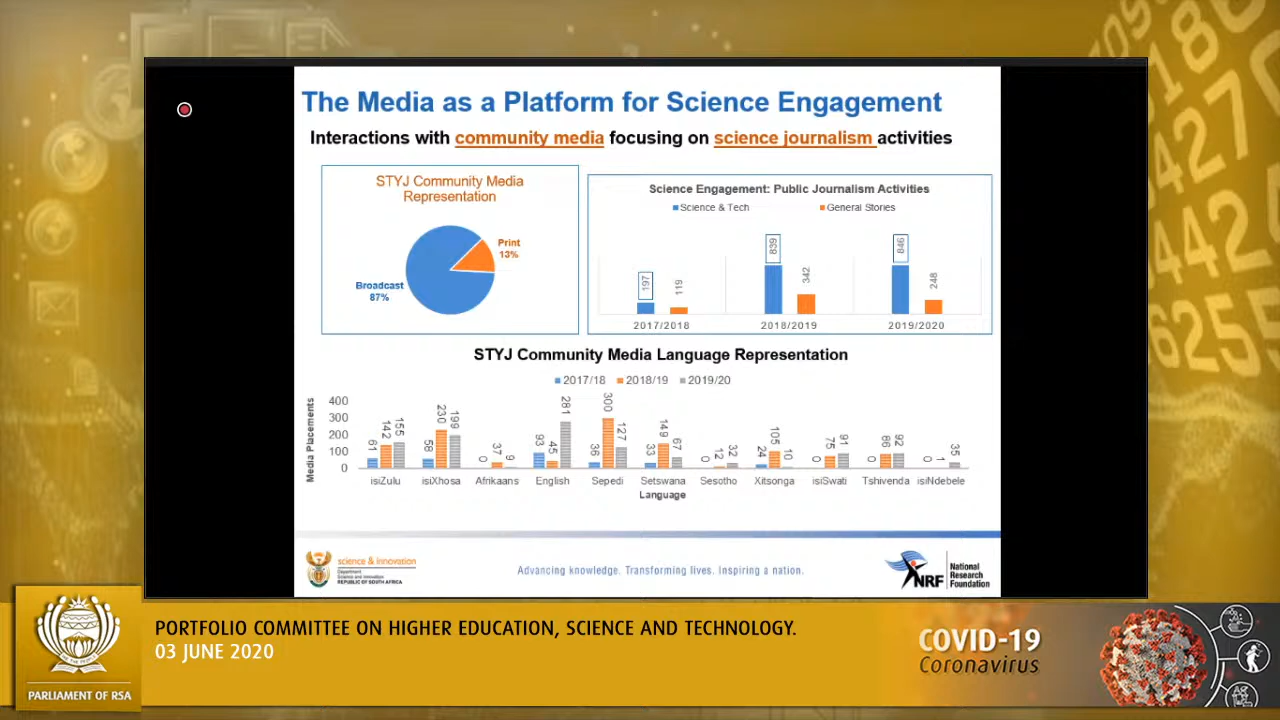 The Media as a Platform for Science Engagement
Interactions with community media focusing on science journalism activities
STYJ Community Media
Representation
Print
13%
Broadcast
87%
Science Engagement: Public Journalism Activities
Science & Tech
General Stories
197
119
839
342
846
248
2017/2018
2018/2019
2019/2020
STYJ Community Media Language Representation
2017/18
2018/19
2019/20
Media Placements
400
300
200
100
0
61
142
155
58
230
199
0
37
9
93
45
281
36
300
127
33
149
67
0
12
32
24
105
10
0
75
91
0
86
92
0
1
35
isiZulu
isiXhosa
Afrikaans
English
Sepedi
Setswana
Sesotho
Xitsonga
isiSwati
Tshivenda
isiNdebele
Language
science & innovation
Department
Science and Innovation
REPUBLIC OF SOUTH AFRICA
Advancing knowledge. Transforming lives. Inspiring a nation.
NRF
National
Research
Foundation
PORTFOLIO COMMITTEE ON HIGHER EDUCATION, SCIENCE AND TECHNOLOGY.
03 JUNE 2020
PARLIAMENT OF RSA
COVID-19
Coronavirus